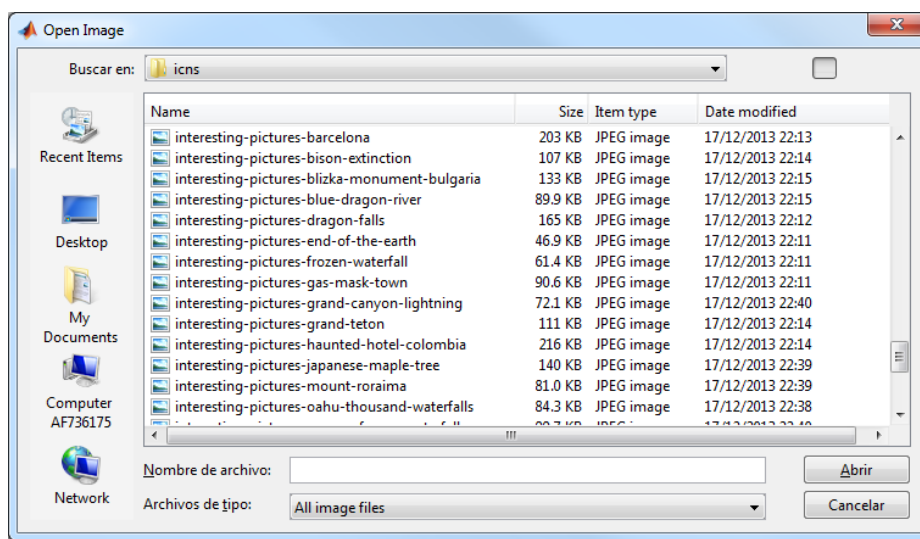 Open Image
Buscar en: icns
Name Size Item type Date modified
interesting-pictures-barcelona 203 KB JPEG image 17/12/2013 22:13
interesting-pictures-bison-extinction 107 KB JPEG image 17/12/2013 22:14
interesting-pictures-blizka-monument-bulgaria 133 KB JPEG image 17/12/2013 22:15
interesting-pictures-blue-dragon-river 89.9 KB JPEG image 17/12/2013 22:15
interesting-pictures-dragon-falls 165 KB JPEG image 17/12/2013 22:12
interesting-pictures-end-of-the-earth 46.9 KB JPEG image 17/12/2013 22:11
interesting-pictures-frozen-waterfall 61.4 KB JPEG image 17/12/2013 22:11
interesting-pictures-gas-mask-town 90.6 KB JPEG image 17/12/2013 22:11
interesting-pictures-grand-canyon-lightning 72.1 KB JPEG image 17/12/2013 22:40
interesting-pictures-grand-teton 111 KB JPEG image 17/12/2013 22:14
interesting-pictures-haunted-hotel-colombia 216 KB JPEG image 17/12/2013 22:14
interesting-pictures-japanese-maple-tree 140 KB JPEG image 17/12/2013 22:39
interesting-pictures-mount-roraima 81.0 KB JPEG image 17/12/2013 22:39
interesting-pictures-oahu-thousand-waterfalls 84.3 KB JPEG image 17/12/2013 22:38
Recent Items
Desktop
My
Documents
Computer
AF736175
Network
Nombre de archivo:
Abrir
Archivos de tipo: All image files
Cancelar